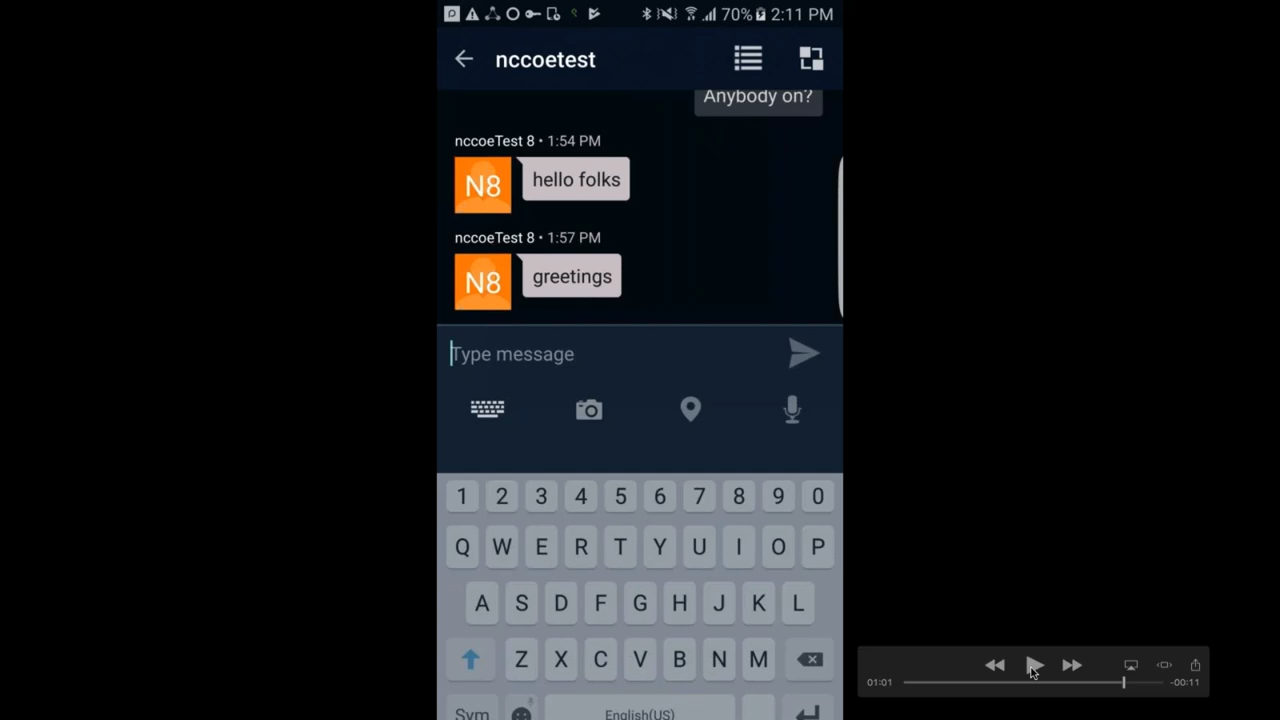 70% 2:11 PM
nccoetest
Anybody on?
nccoeTest 8 • 1:54 PM
N8
hello folks
nccoeTest 8 • 1:57 PM
N8
greetings
Type message
1 2 3 4 5 6 7 8 9 0
Q W E R T Y U I O P
A S D F G H J K L
Z X C V B N M
Sym English(US)
01:01 -00:11